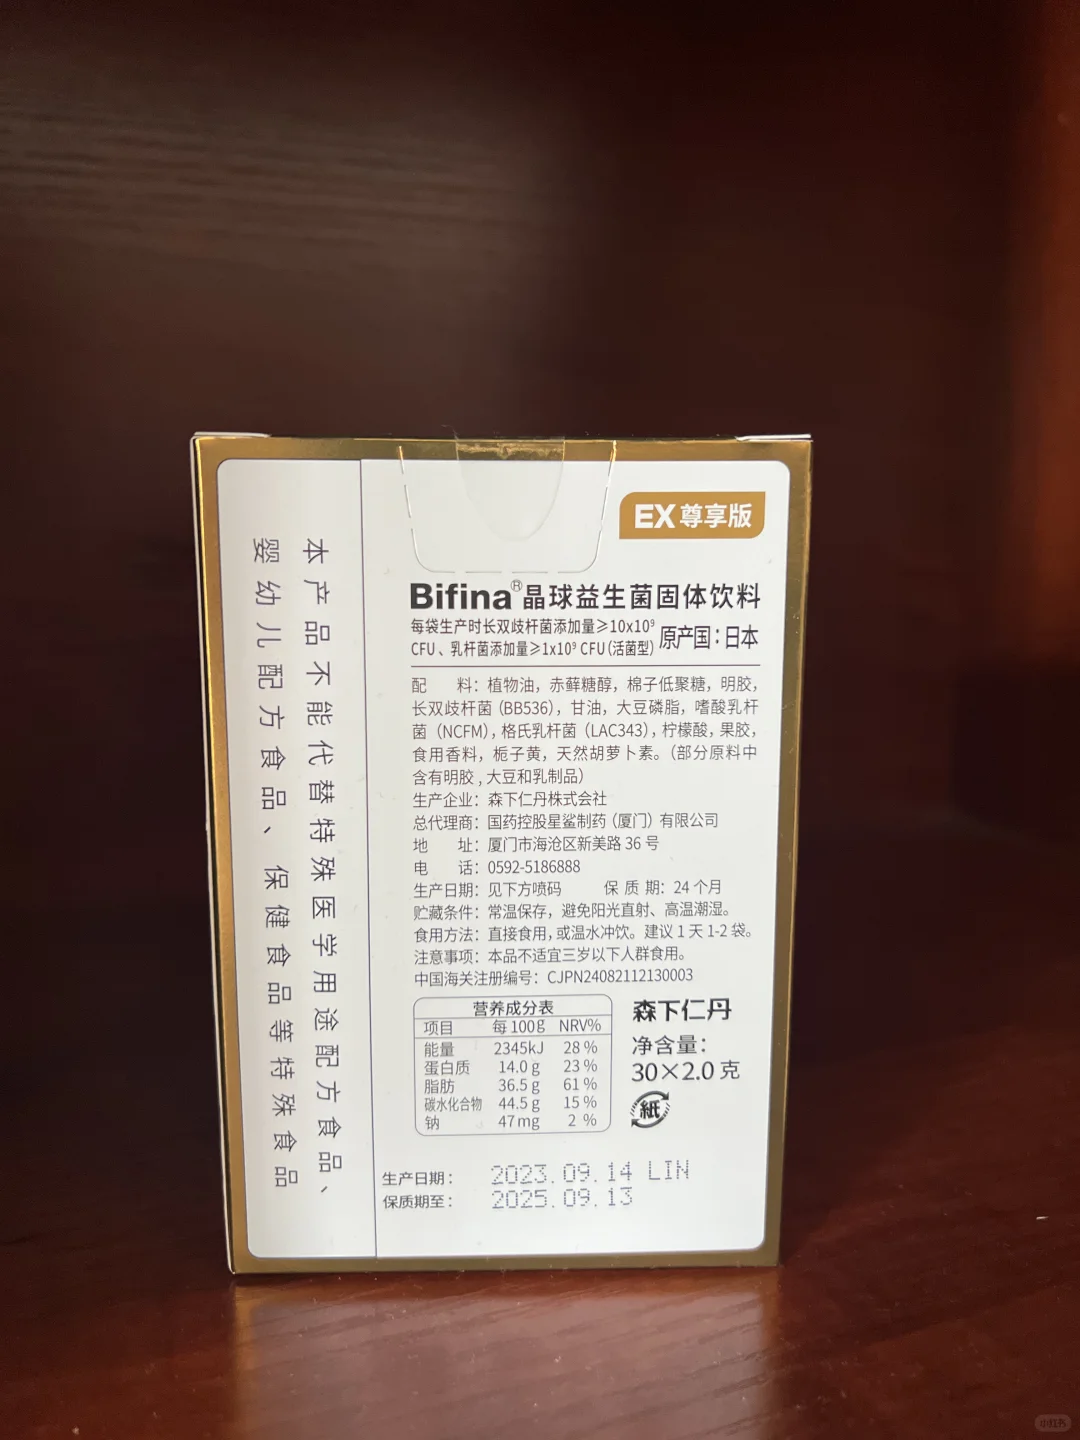 EX 尊享版
Bifina® 晶球益生菌固体饮料
每袋生产时长双歧杆菌添加量≥10x10⁹
CFU、乳杆菌添加量≥1x10⁹ CFU(活菌型)
原产国：日本
配 料：植物油，赤藓糖醇，棉子低聚糖，明胶，
长双歧杆菌（BB536），甘油，大豆磷脂，嗜酸乳杆
菌（NCFM），格氏乳杆菌（LAC343），柠檬酸，果胶，
食用香料，栀子黄，天然胡萝卜素。（部分原料中
含有明胶，大豆和乳制品）
生产企业：森下仁丹株式会社
总代理商：国药控股星鲨制药（厦门）有限公司
地 址：厦门市海沧区新美路 36 号
电 话：0592-5186888
生产日期：见下方喷码 保 质 期：24 个月
贮藏条件：常温保存，避免阳光直射、高温潮湿。
食用方法：直接食用，或温水冲饮。建议 1 天 1-2 袋。
注意事项：本品不适宜三岁以下人群食用。
中国海关注册编号：CJPN24082112130003
营养成分表
项目 每 100g NRV%
能量 2345kJ 28 %
蛋白质 14.0 g 23 %
脂肪 36.5 g 61 %
碳水化合物 44.5 g 15 %
钠 47mg 2 %
森下仁丹
净含量：
30×2.0 克
紙
生产日期： 2023.09.14 LIN
保质期至： 2025.09.13
本产品不能代替特殊医学用途配方食品、
婴幼儿配方食品、保健食品等特殊食品
小红书